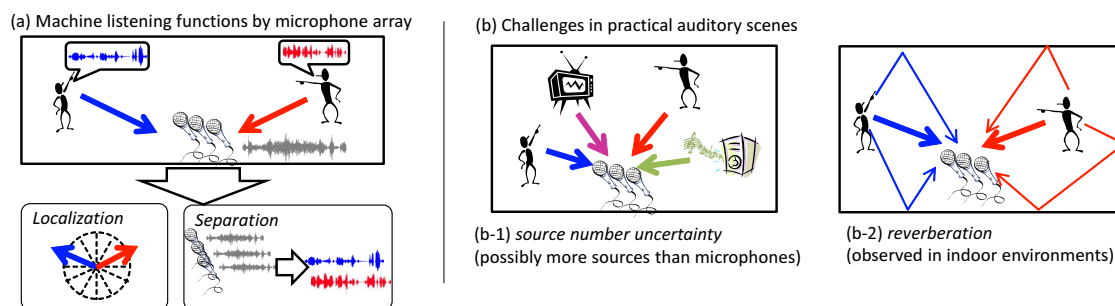 (a) Machine listening functions by microphone array
Localization
Separation
(b) Challenges in practical auditory scenes
(b-1) source number uncertainty
(possibly more sources than microphones)
(b-2) reverberation
(observed in indoor environments)